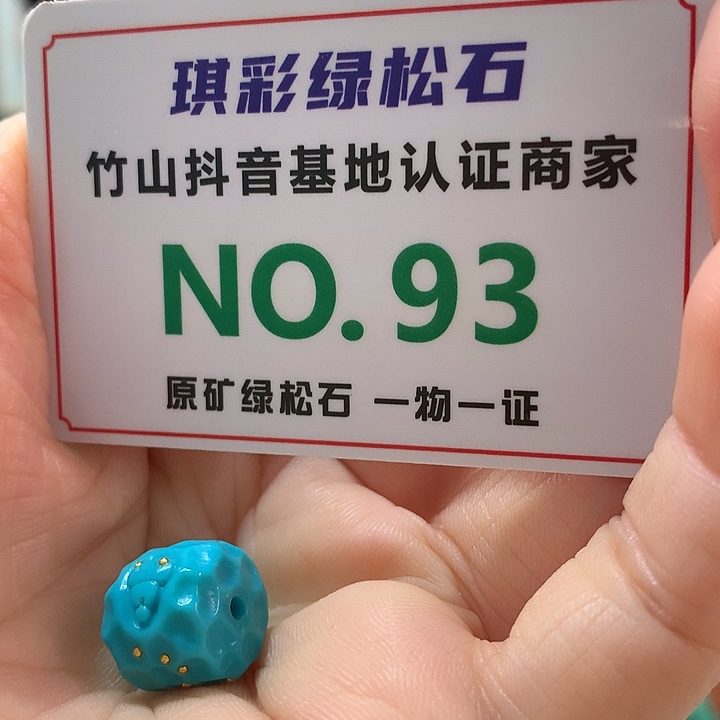 琪彩绿松石
竹山抖音基地认证商家
NO.93
原矿绿松石 一物一证